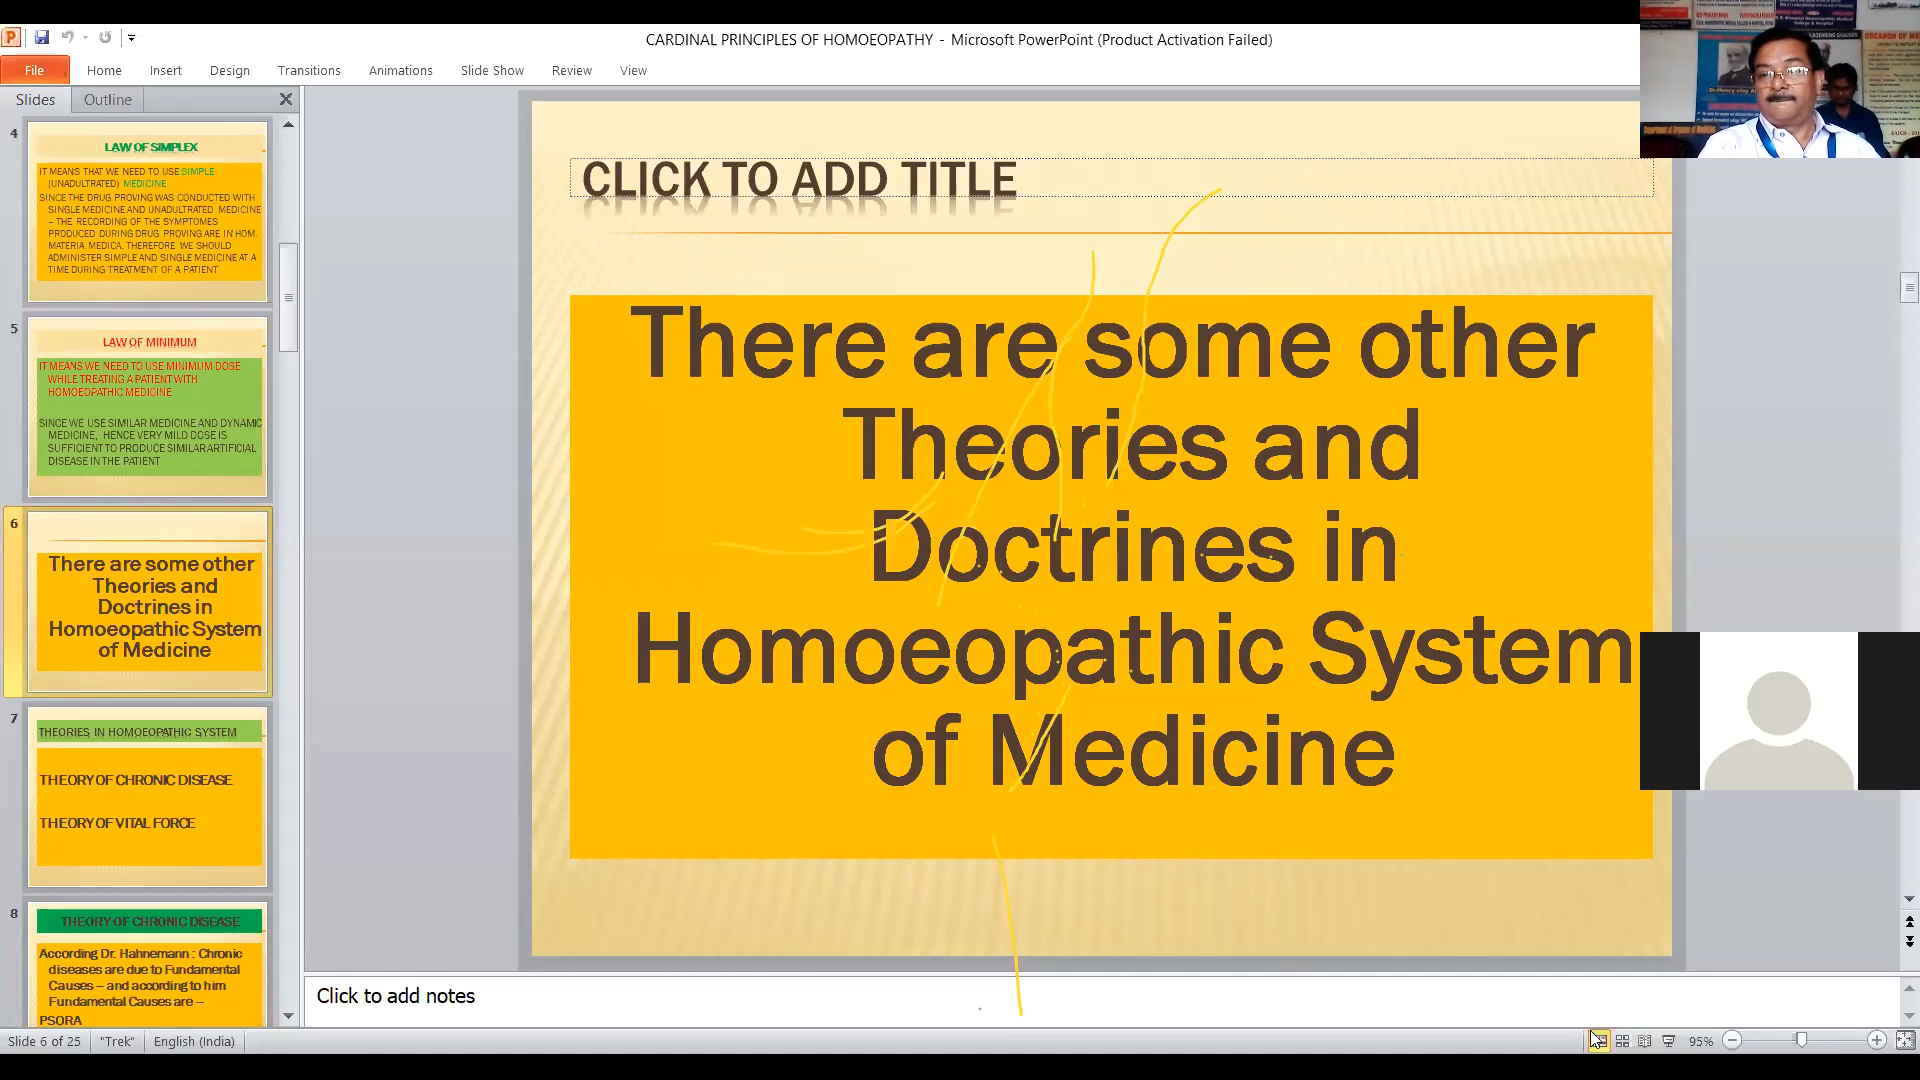 CARDINAL PRINCIPLES OF HOMOEOPATHY - Microsoft PowerPoint (Product Activation Failed)
File Home Insert Design Transitions Animations Slide Show Review View
Slides Outline
4
LAW OF SIMPLEX
IT MEANS THAT WE NEED TO USE SIMPLE
(UNADULTRATED) MEDICINE
SINCE THE DRUG PROVING WAS CONDUCTED WITH
SINGLE MEDICINE AND UNADULTRATED MEDICINE
– THE RECORDING OF THE SYMPTOMES
PRODUCED DURING DRUG PROVING ARE IN HOM.
MATERIA MEDICA. THEREFORE WE SHOULD
ADMINISTER SIMPLE AND SINGLE MEDICINE AT A
TIME DURING TREATMENT OF A PATIENT
5
LAW OF MINIMUM
IT MEANS WE NEED TO USE MINIMUM DOSE
WHILE TREATING A PATIENT WITH
HOMOEOPATHIC MEDICINE
SINCE WE USE SIMILAR MEDICINE AND DYNAMIC
MEDICINE, HENCE VERY MILD DOSE IS
SUFFICIENT TO PRODUCE SIMILAR ARTIFICIAL
DISEASE IN THE PATIENT
6
There are some other
Theories and
Doctrines in
Homoeopathic System
of Medicine
7
THEORIES IN HOMOEOPATHIC SYSTEM
THEORY OF CHRONIC DISEASE
THEORY OF VITAL FORCE
8
THEORY OF CHRONIC DISEASE
According Dr. Hahnemann : Chronic
diseases are due to Fundamental
Causes – and according to him
Fundamental Causes are –
PSORA
CLICK TO ADD TITLE
There are some other
Theories and
Doctrines in
Homoeopathic System
of Medicine
Click to add notes
Slide 6 of 25 "Trek" English (India) 95%